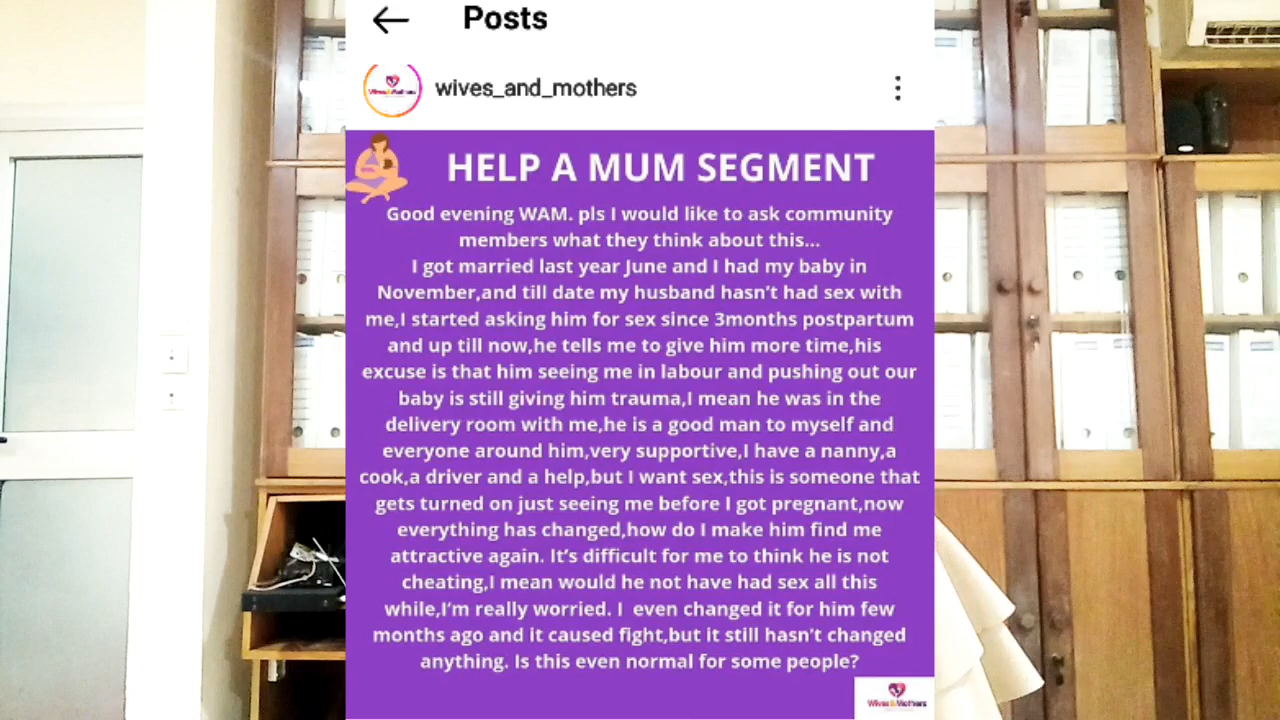 Posts
wives_and_mothers
HELP A MUM SEGMENT
Good evening WAM. pls I would like to ask community
members what they think about this...
I got married last year June and I had my baby in
November,and till date my husband hasn't had sex with
me,I started asking him for sex since 3months postpartum
and up till now,he tells me to give him more time,his
excuse is that him seeing me in labour and pushing out our
baby is still giving him trauma,I mean he was in the
delivery room with me,he is a good man to myself and
everyone around him,very supportive,I have a nanny,a
cook,a driver and a help,but I want sex,this is someone that
gets turned on just seeing me before I got pregnant,now
everything has changed,how do I make him find me
attractive again. It's difficult for me to think he is not
cheating,I mean would he not have had sex all this
while,I'm really worried. I even changed it for him few
months ago and it caused fight,but it still hasn't changed
anything. Is this even normal for some people?
Wives&Mothers